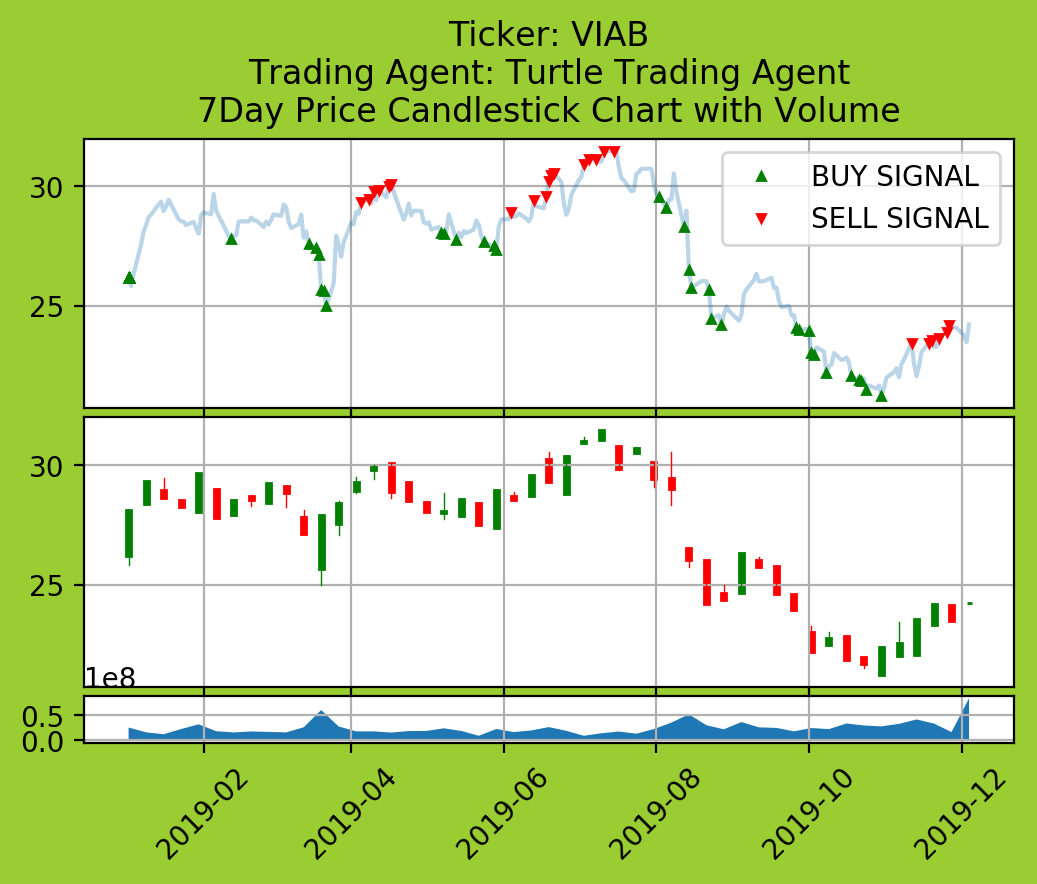 Ticker: VIAB
Trading Agent: Turtle Trading Agent
7Day Price Candlestick Chart with Volume
BUY SIGNAL
SELL SIGNAL
30
25
30
25
1e8
0.5
0.0
2019-02
2019-04
2019-06
2019-08
2019-10
2019-12